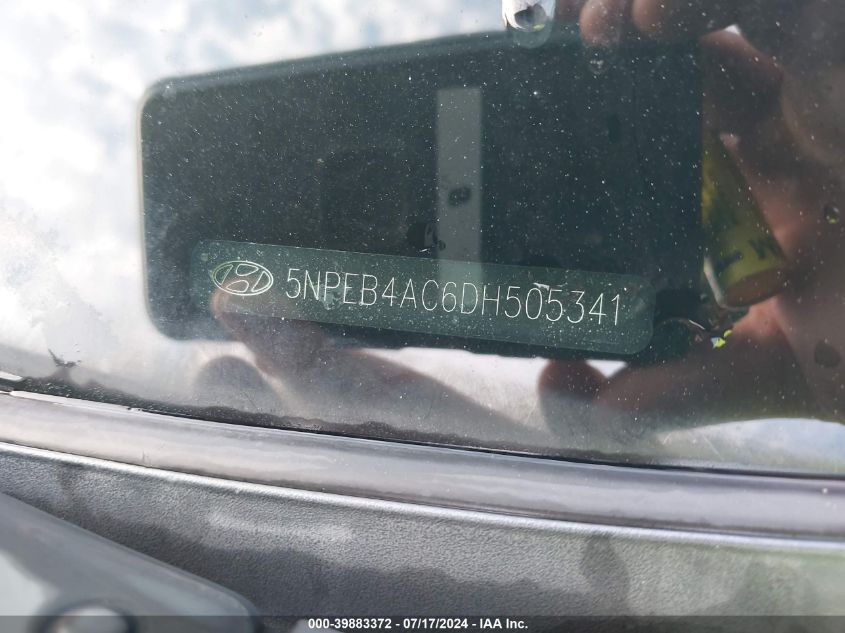 5NPEB4AC6DH505341
000-39883372 / 07/17/2024 - IAA Inc.